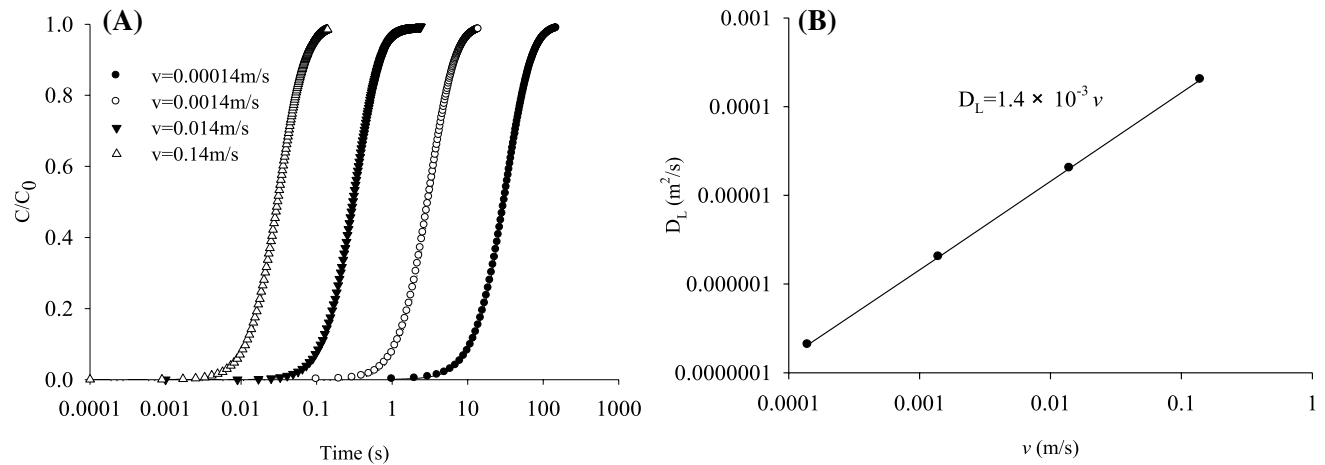 (A)
1.0
0.8
0.6
0.4
0.2
0.0
C/C₀
v=0.00014m/s
v=0.0014m/s
v=0.014m/s
v=0.14m/s
0.0001 0.001 0.01 0.1 1 10 100 1000
Time (s)
(B)
0.001
0.0001
0.00001
0.000001
0.0000001
D_L (m²/s)
D_L=1.4 × 10⁻³ v
0.0001 0.001 0.01 0.1 1
v (m/s)